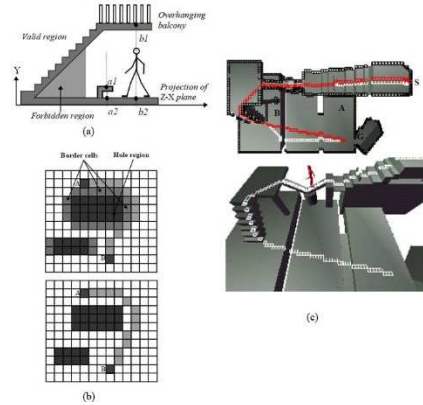 Overhanging
balcony
Valid region
b1
Y
a1
Projection of
Z-X plane
a2
b2
Forbidden region
(a)
Border cells
Hole region
A
B
A
B
(b)
S
A
B
G
(c)